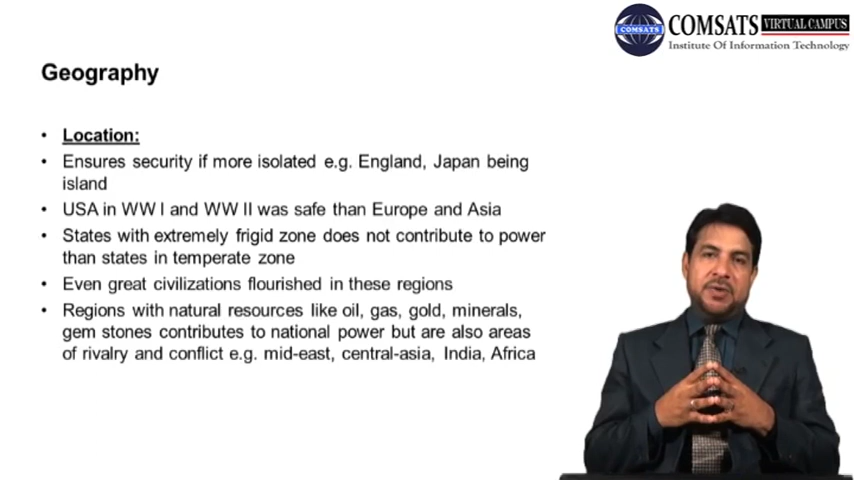 COMSATS VIRTUAL CAMPUS
COMSATS
Institute Of Information Technology
Geography
• Location:
• Ensures security if more isolated e.g. England, Japan being
island
• USA in WW I and WW II was safe than Europe and Asia
• States with extremely frigid zone does not contribute to power
than states in temperate zone
• Even great civilizations flourished in these regions
• Regions with natural resources like oil, gas, gold, minerals,
gem stones contributes to national power but are also areas
of rivalry and conflict e.g. mid-east, central-asia, India, Africa